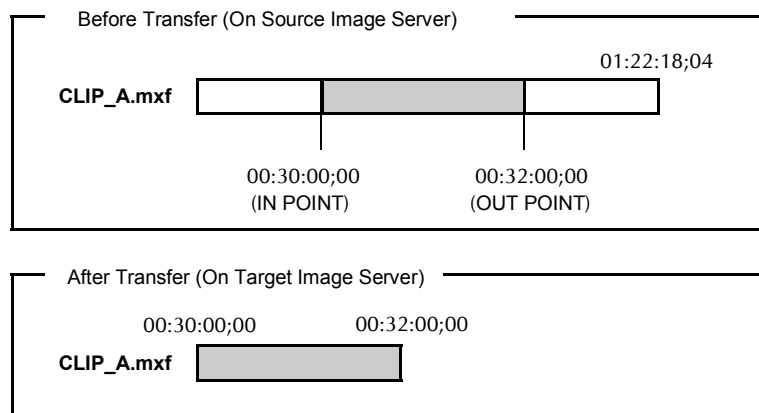 Before Transfer (On Source Image Server)
01:22:18;04
CLIP_A.mxf
00:30:00;00 00:32:00;00
(IN POINT) (OUT POINT)
After Transfer (On Target Image Server)
00:30:00;00 00:32:00;00
CLIP_A.mxf